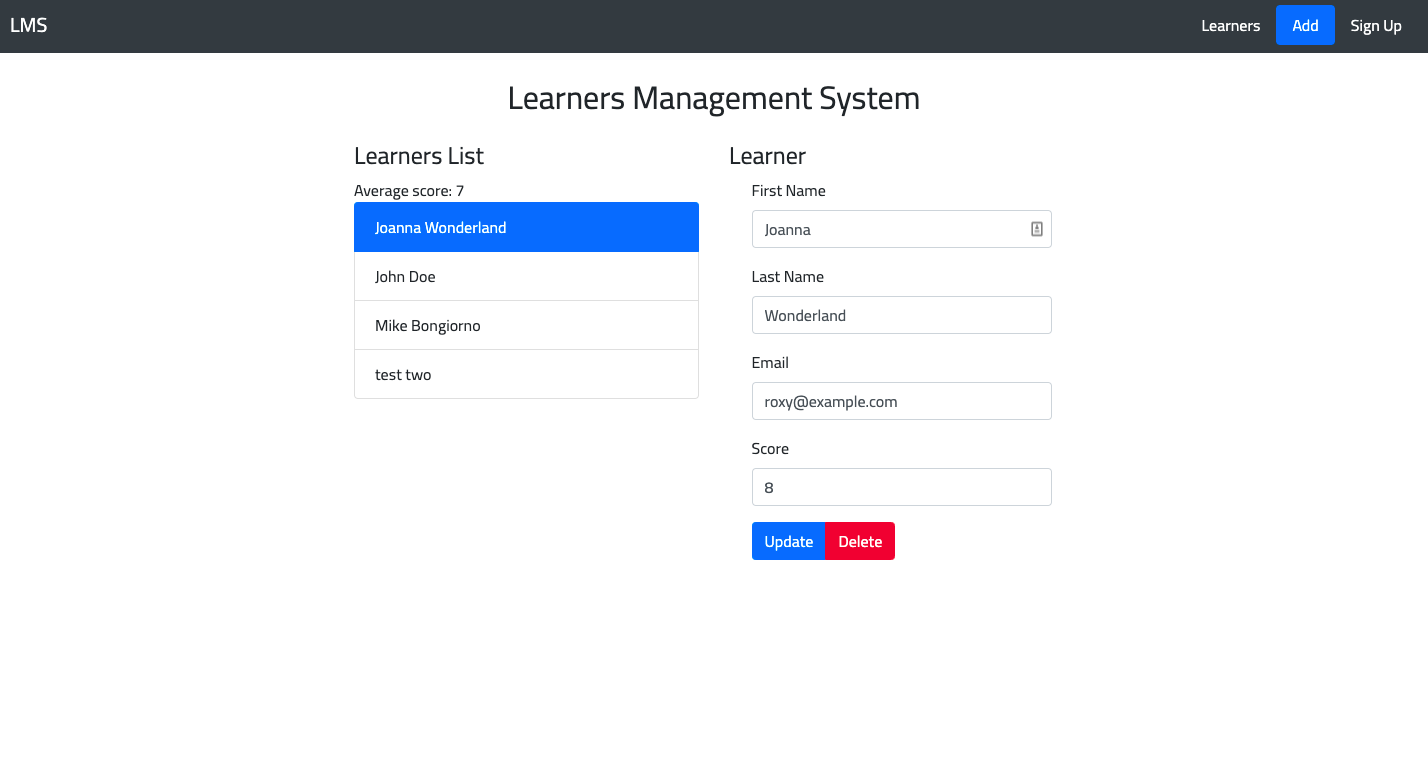 LMS
Learners Add Sign Up
Learners Management System
Learners List
Average score: 7
Joanna Wonderland
John Doe
Mike Bongiorno
test two
Learner
First Name
Joanna
Last Name
Wonderland
Email
roxy@example.com
Score
8
Update Delete